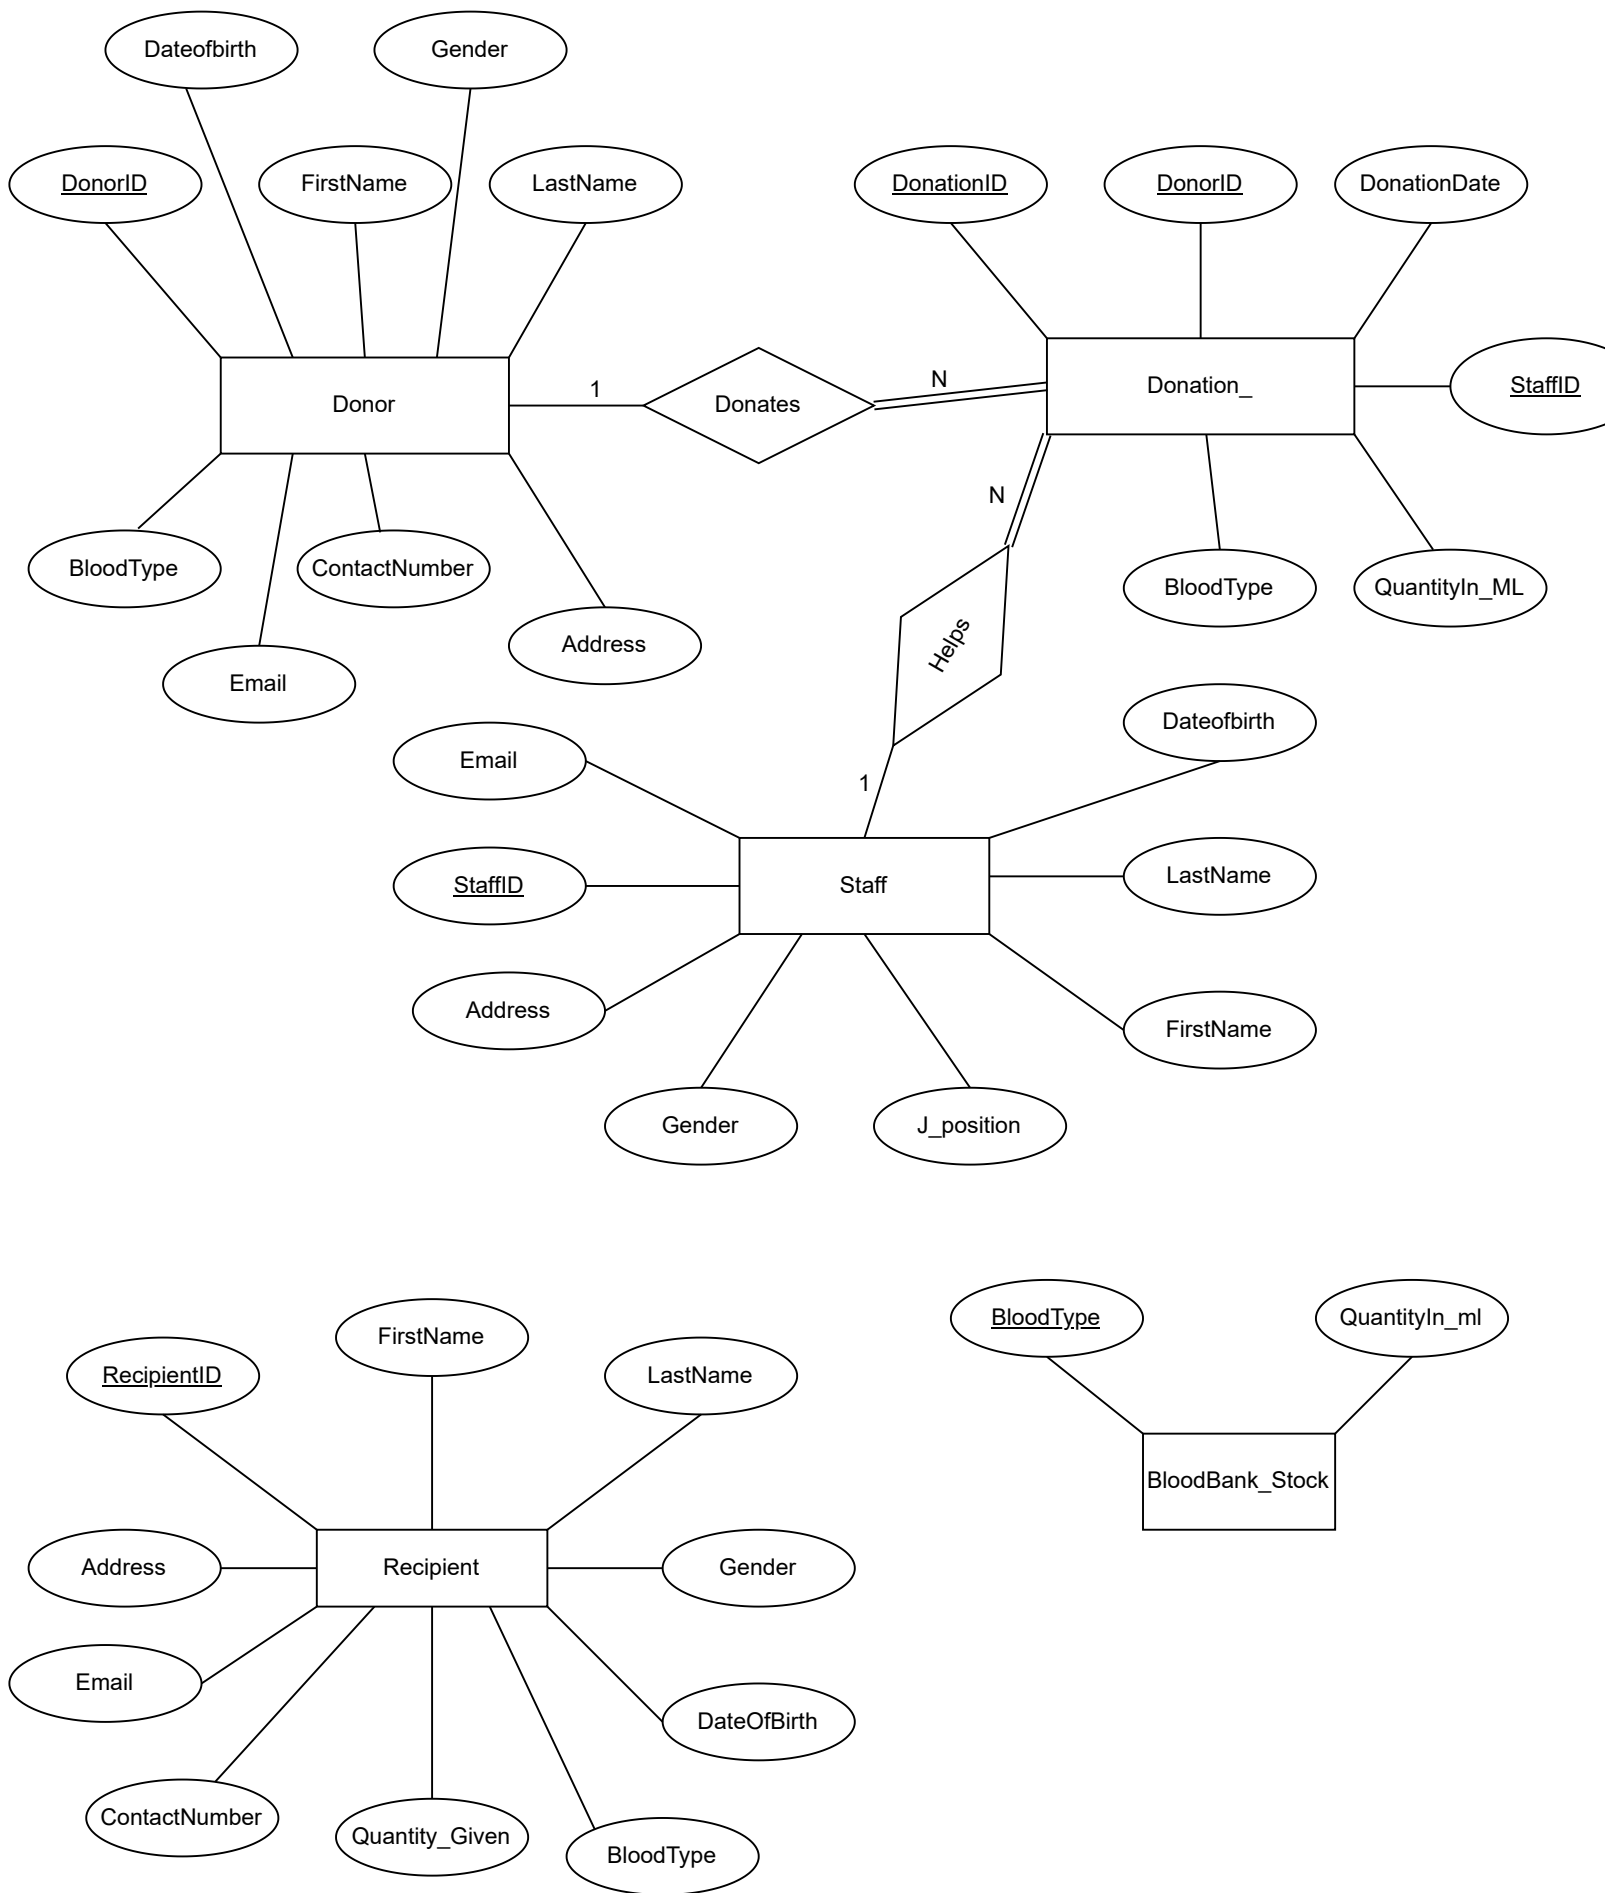 Dateofbirth
Gender
DonorID
FirstName
LastName
DonationID
DonorID
DonationDate
Donor
1
Donates
N
Donation_
StaffID
N
BloodType
ContactNumber
BloodType
QuantityIn_ML
Address
Email
Helps
Dateofbirth
Email
1
StaffID
Staff
LastName
Address
FirstName
Gender
J_position
FirstName
BloodType
QuantityIn_ml
RecipientID
LastName
BloodBank_Stock
Address
Recipient
Gender
Email
DateOfBirth
ContactNumber
Quantity_Given
BloodType